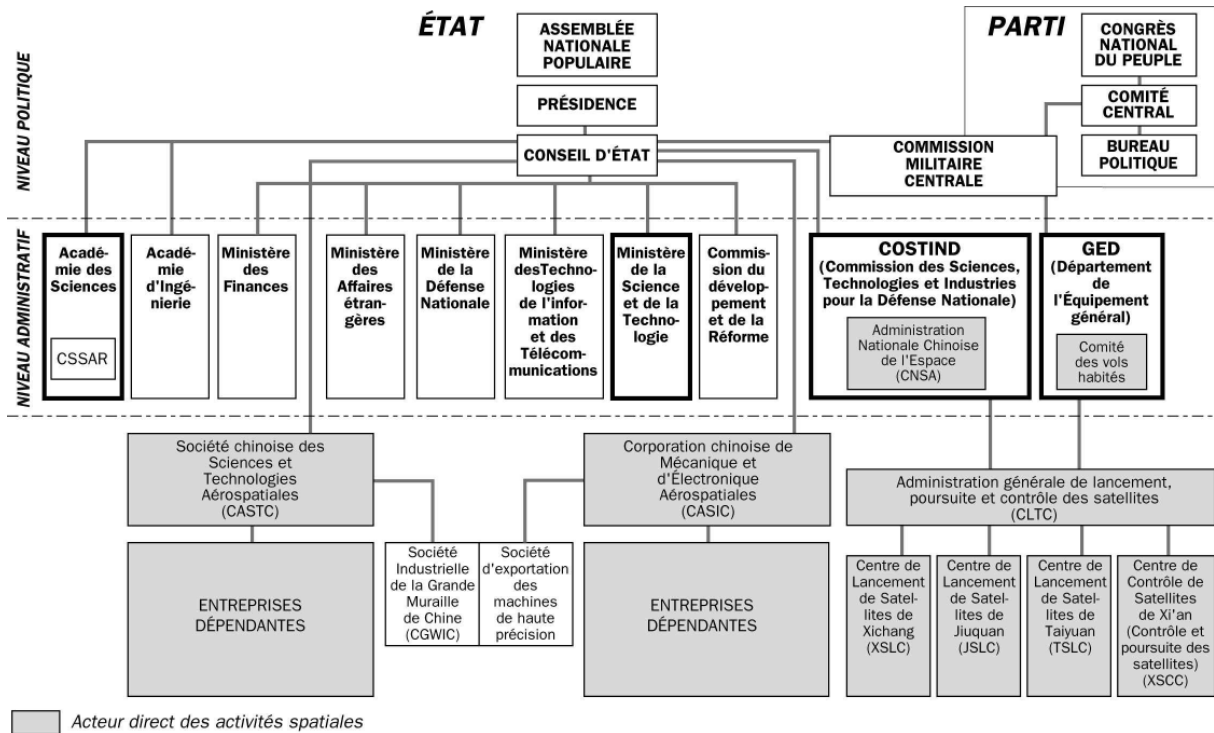 ÉTAT
ASSEMBLÉE
NATIONALE
POPULAIRE
PARTI
CONGRÈS
NATIONAL
DU PEUPLE
NIVEAU POLITIQUE
PRÉSIDENCE
COMITÉ
CENTRAL
CONSEIL D'ÉTAT
COMMISSION
MILITAIRE
CENTRALE
BUREAU
POLITIQUE
NIVEAU ADMINISTRATIF
Acadé-
mie des
Sciences
CSSAR
Acadé-
mie
d'Ingé-
nierie
Ministère
des
Finances
Ministère
des
Affaires
étran-
gères
Ministère
de la
Défense
Nationale
Ministère
desTechno-
logies
de l'infor-
mation
et des
Télécom-
munications
Ministère
de la
Science
et de la
Techno-
logie
Commis-
sion du
dévelop-
pement
et de la
Réforme
COSTIND
(Commission des Sciences,
Technologies et Industries
pour la Défense Nationale)
Administration
Nationale Chinoise
de l'Espace
(CNSA)
GED
(Département
de
l'Équipement
général)
Comité
des vols
habités
Société chinoise des
Sciences et
Technologies
Aérospatiales
(CASTC)
Corporation chinoise de
Mécanique et
d'Électronique
Aérospatiales
(CASIC)
Administration générale de lancement,
poursuite et contrôle des satellites
(CLTC)
ENTREPRISES
DÉPENDANTES
Société
Industrielle
de la Grande
Muraille
de Chine
(CGWIC)
Société
d'exportation
des
machines
de haute
précision
ENTREPRISES
DÉPENDANTES
Centre de
Lancement
de Satel-
lites de
Xichang
(XSLC)
Centre de
Lancement
de Satel-
lites de
Jiuquan
(JSLC)
Centre de
Lancement
de Satel-
lites de
Taiyuan
(TSLC)
Centre de
Contrôle de
Satellites
de Xi'an
(Contrôle et
poursuite des
satellites)
(XSCC)
Acteur direct des activités spatiales